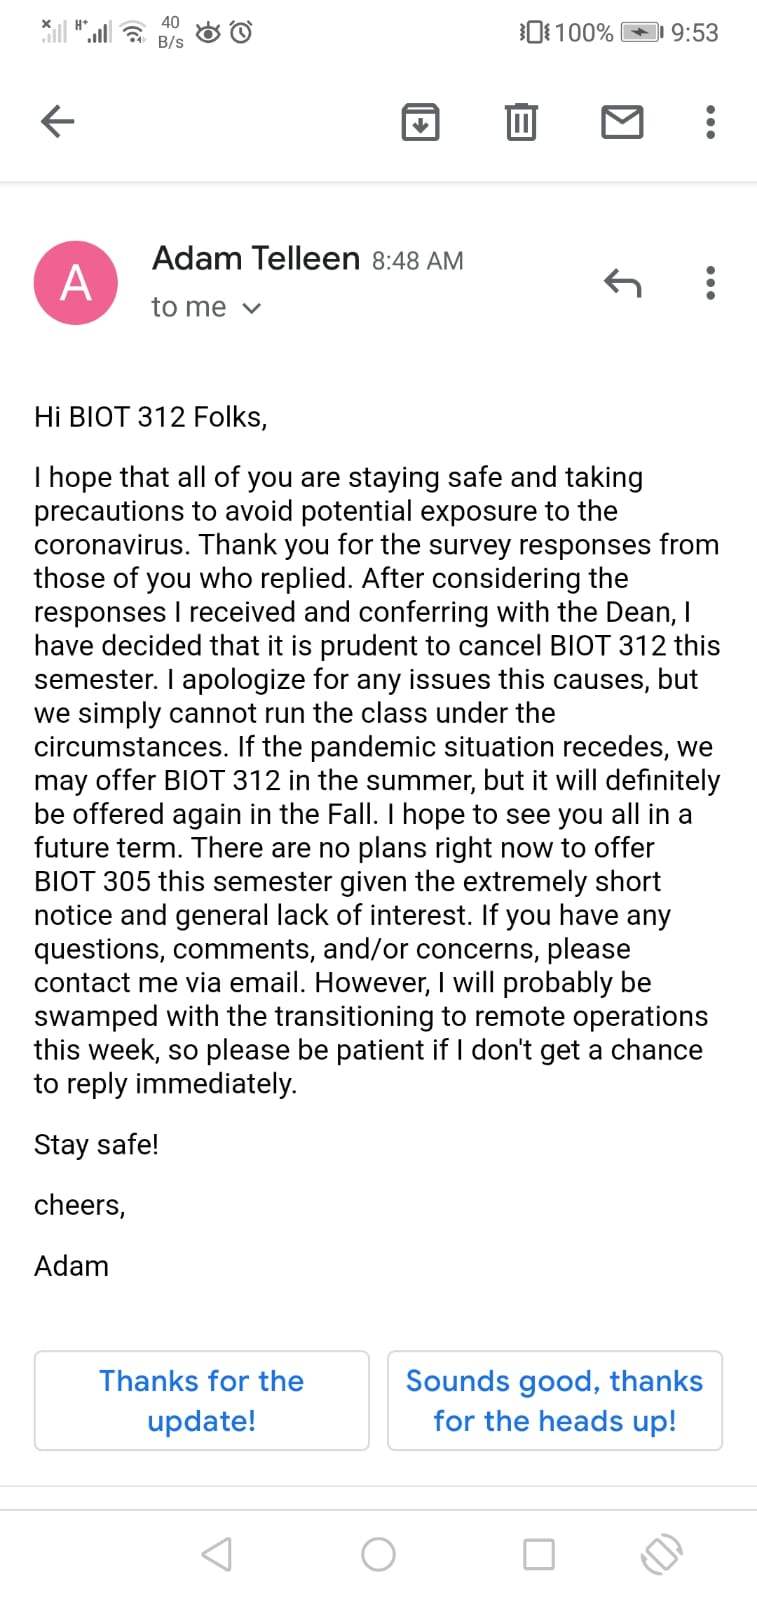 40
B/s
100%
9:53
A
Adam Telleen 8:48 AM
to me
Hi BIOT 312 Folks,
I hope that all of you are staying safe and taking
precautions to avoid potential exposure to the
coronavirus. Thank you for the survey responses from
those of you who replied. After considering the
responses I received and conferring with the Dean, I
have decided that it is prudent to cancel BIOT 312 this
semester. I apologize for any issues this causes, but
we simply cannot run the class under the
circumstances. If the pandemic situation recedes, we
may offer BIOT 312 in the summer, but it will definitely
be offered again in the Fall. I hope to see you all in a
future term. There are no plans right now to offer
BIOT 305 this semester given the extremely short
notice and general lack of interest. If you have any
questions, comments, and/or concerns, please
contact me via email. However, I will probably be
swamped with the transitioning to remote operations
this week, so please be patient if I don't get a chance
to reply immediately.
Stay safe!
cheers,
Adam
Thanks for the
update!
Sounds good, thanks
for the heads up!